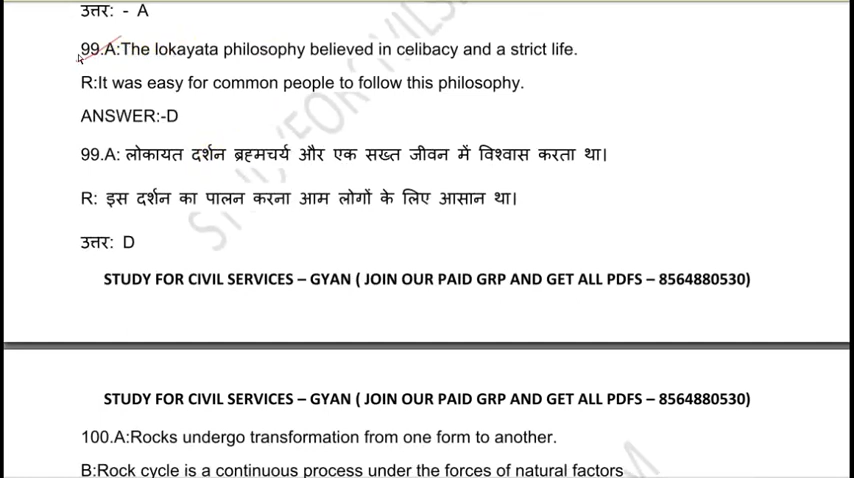 उत्तर: - A
99.A:The lokayata philosophy believed in celibacy and a strict life.
R:It was easy for common people to follow this philosophy.
ANSWER:-D
99.A: लोकायत दर्शन ब्रह्मचर्य और एक सख्त जीवन में विश्वास करता था।
R: इस दर्शन का पालन करना आम लोगों के लिए आसान था।
उत्तर: D
STUDY FOR CIVIL SERVICES – GYAN ( JOIN OUR PAID GRP AND GET ALL PDFS – 8564880530)
STUDY FOR CIVIL SERVICES – GYAN ( JOIN OUR PAID GRP AND GET ALL PDFS – 8564880530)
100.A:Rocks undergo transformation from one form to another.
B:Rock cycle is a continuous process under the forces of natural factors